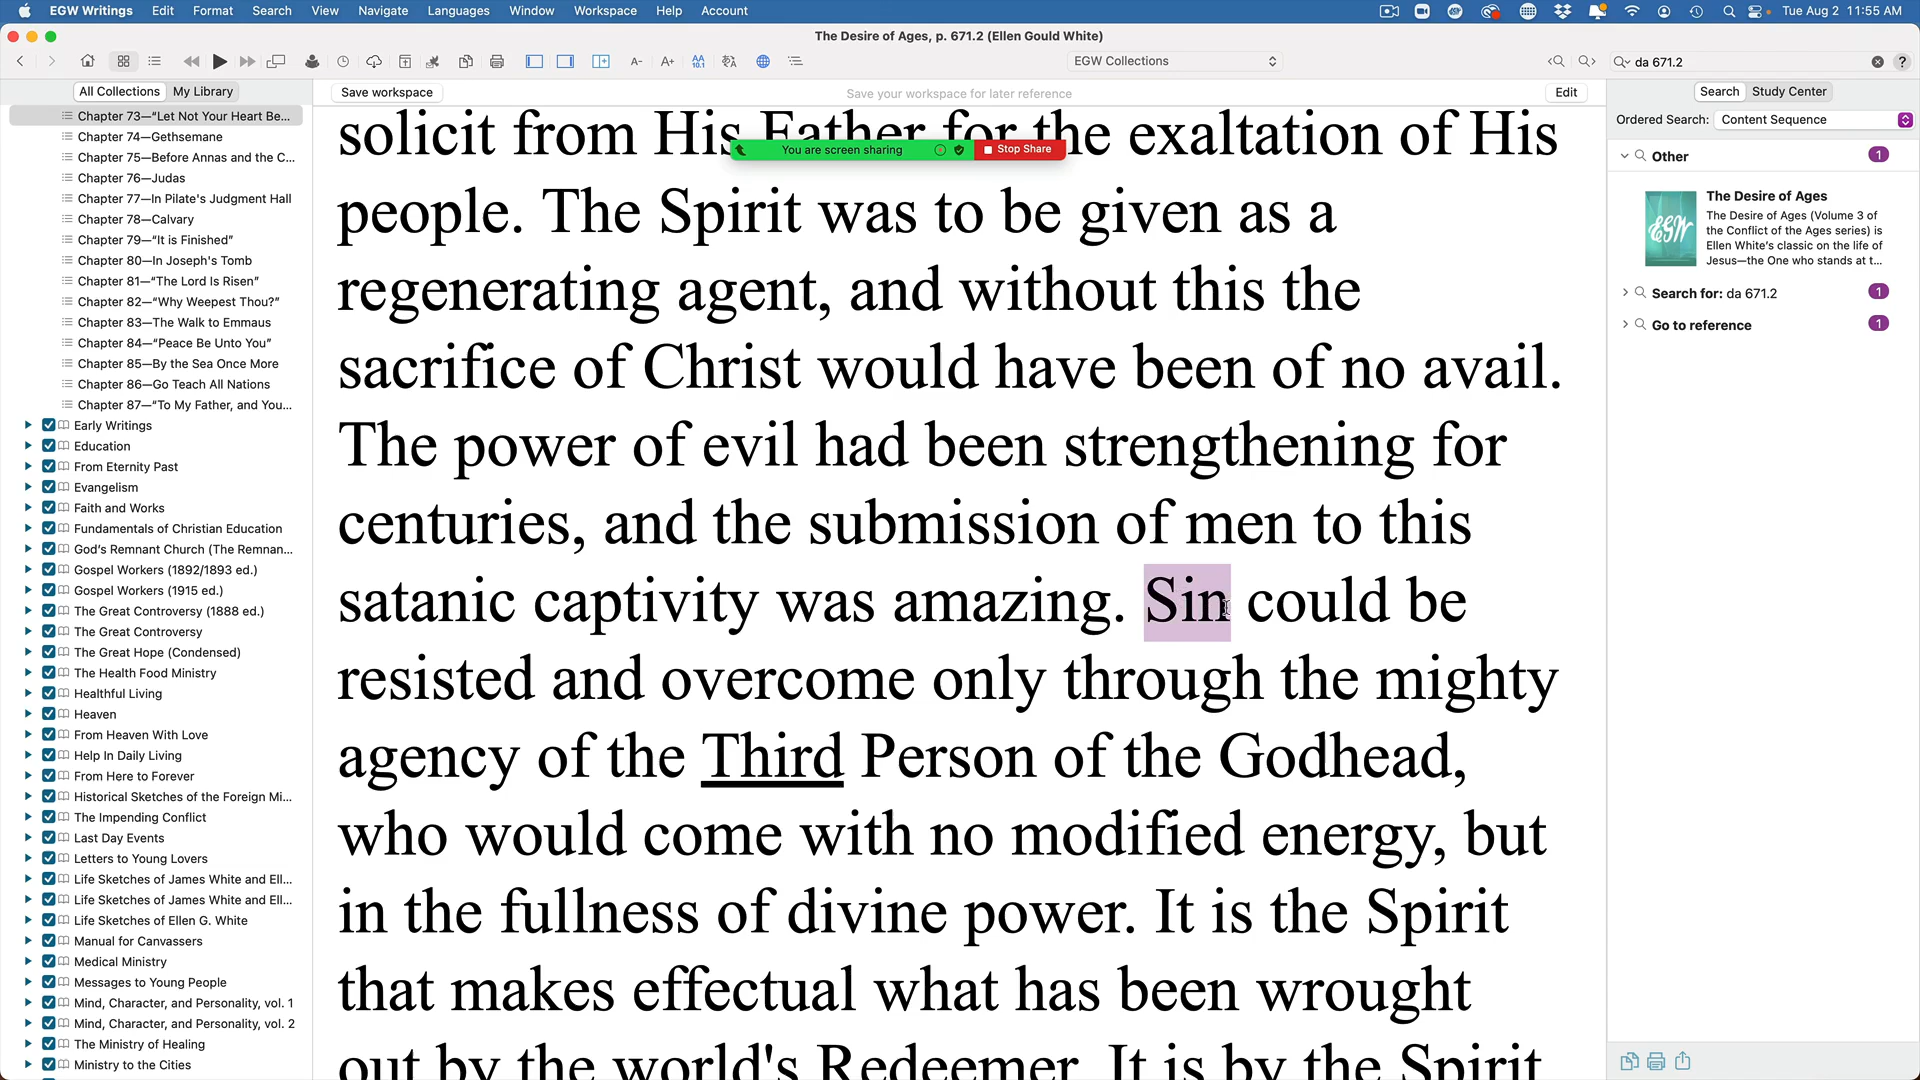 EGW Writings Edit Format Search View Navigate Languages Window Workspace Help Account Tue Aug 2 11:55 AM
The Desire of Ages, p. 671.2 (Ellen Gould White)
A- A+ AA 10.1 EGW Collections da 671.2 ?
All Collections My Library
Save workspace Save your workspace for later reference Edit
Search Study Center
Chapter 73—“Let Not Your Heart Be...
Chapter 74—Gethsemane
Chapter 75—Before Annas and the C...
Chapter 76—Judas
Chapter 77—In Pilate's Judgment Hall
Chapter 78—Calvary
Chapter 79—“It is Finished”
Chapter 80—In Joseph's Tomb
Chapter 81—“The Lord Is Risen”
Chapter 82—“Why Weepest Thou?”
Chapter 83—The Walk to Emmaus
Chapter 84—“Peace Be Unto You”
Chapter 85—By the Sea Once More
Chapter 86—Go Teach All Nations
Chapter 87—“To My Father, and You...
Early Writings
Education
From Eternity Past
Evangelism
Faith and Works
Fundamentals of Christian Education
God's Remnant Church (The Remnan...
Gospel Workers (1892/1893 ed.)
Gospel Workers (1915 ed.)
The Great Controversy (1888 ed.)
The Great Controversy
The Great Hope (Condensed)
The Health Food Ministry
Healthful Living
Heaven
From Heaven With Love
Help In Daily Living
From Here to Forever
Historical Sketches of the Foreign Mi...
The Impending Conflict
Last Day Events
Letters to Young Lovers
Life Sketches of James White and Ell...
Life Sketches of James White and Ell...
Life Sketches of Ellen G. White
Manual for Canvassers
Medical Ministry
Messages to Young People
Mind, Character, and Personality, vol. 1
Mind, Character, and Personality, vol. 2
The Ministry of Healing
Ministry to the Cities
solicit from His Father for the exaltation of His
You are screen sharing Stop Share
people. The Spirit was to be given as a
regenerating agent, and without this the
sacrifice of Christ would have been of no avail.
The power of evil had been strengthening for
centuries, and the submission of men to this
satanic captivity was amazing. Sin could be
resisted and overcome only through the mighty
agency of the Third Person of the Godhead,
who would come with no modified energy, but
in the fullness of divine power. It is the Spirit
that makes effectual what has been wrought
out by the world's Redeemer. It is by the Spirit
Ordered Search: Content Sequence
Other 1
EGW
The Desire of Ages
The Desire of Ages (Volume 3 of
the Conflict of the Ages series) is
Ellen White's classic on the life of
Jesus—the One who stands at t...
Search for: da 671.2 1
Go to reference 1